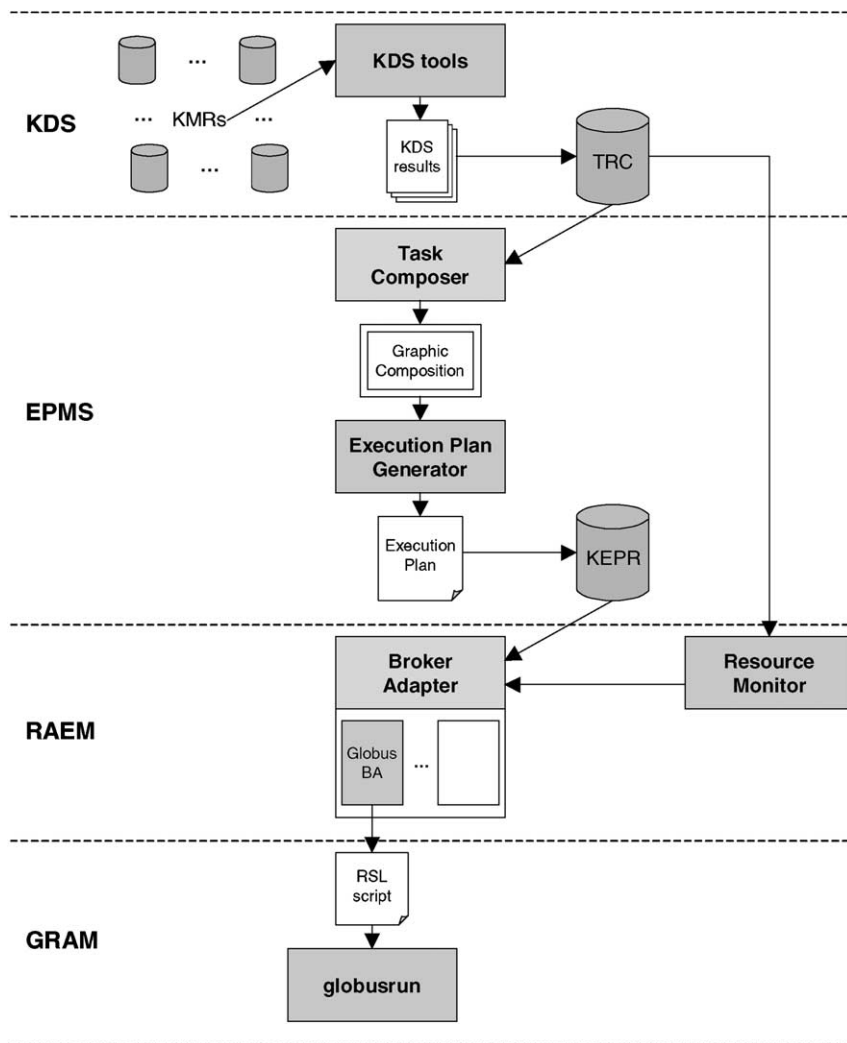 ...
KDS tools
... KMRs ...
KDS
...
KDS
results
TRC
Task
Composer
Graphic
Composition
EPMS
Execution Plan
Generator
Execution
Plan
KEPR
Broker
Adapter
Resource
Monitor
RAEM
Globus
BA
...
RSL
script
GRAM
globusrun